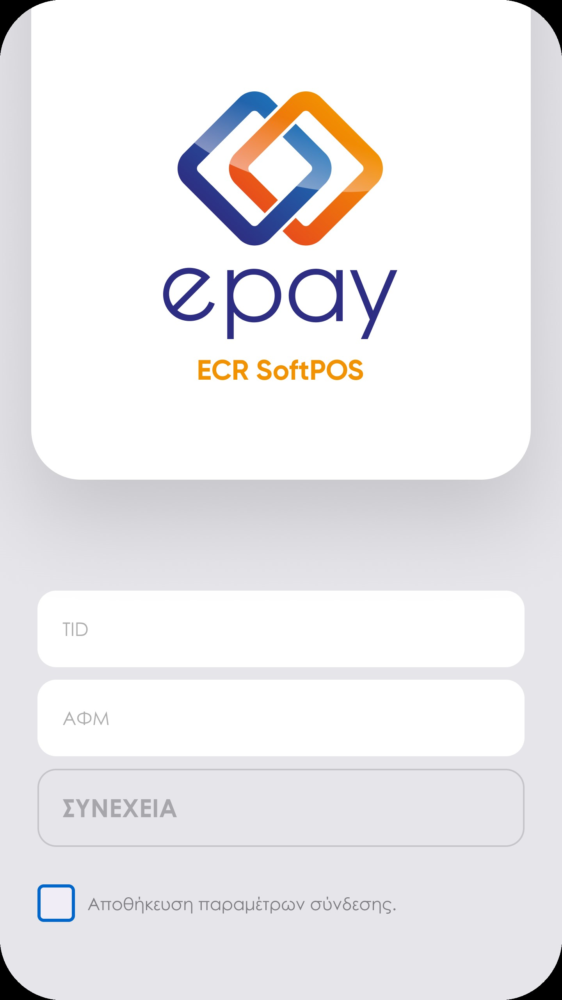 epay
ECR SoftPOS
TID
ΑΦΜ
ΣΥΝΕΧΕΙΑ
Αποθήκευση παραμέτρων σύνδεσης.